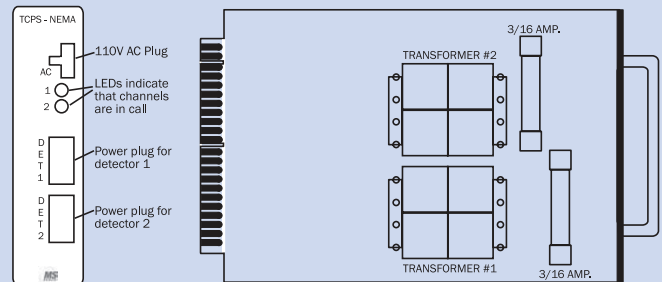 TCPS - NEMA
110V AC Plug
AC
1
2
LEDs indicate
that channels
are in call
D
E
T
1
Power plug for
detector 1
D
E
T
2
Power plug for
detector 2
MS
3/16 AMP.
TRANSFORMER #2
TRANSFORMER #1
3/16 AMP.